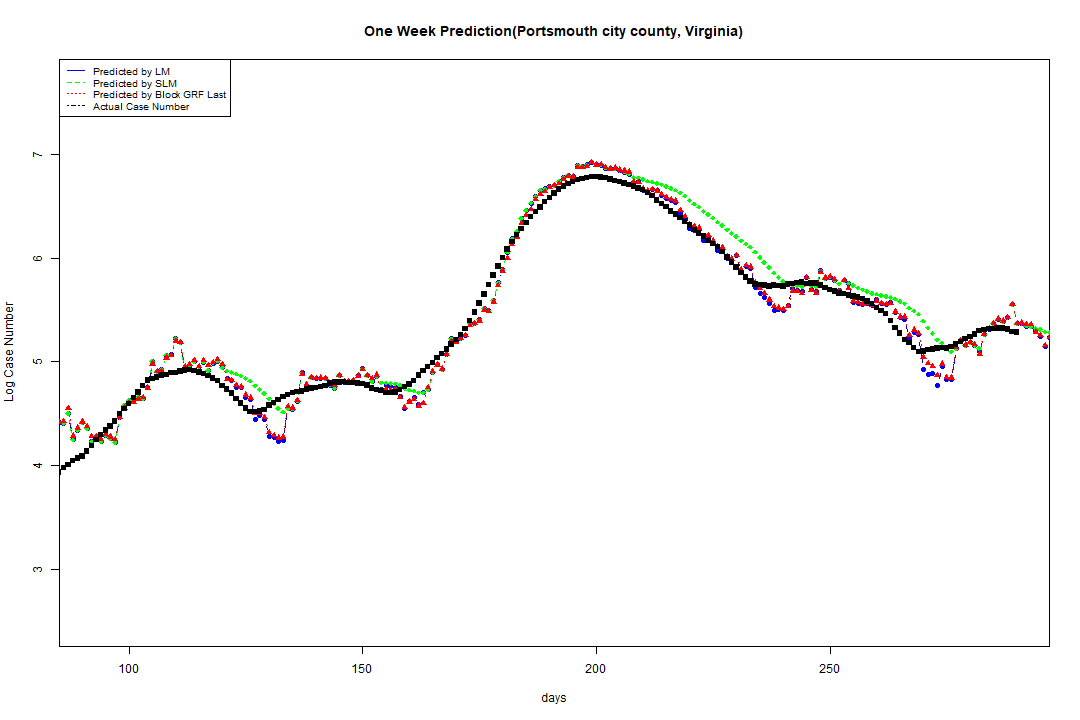 One Week Prediction(Portsmouth city county, Virginia)
Predicted by LM
Predicted by SLM
Predicted by Block GRF Last
Actual Case Number
7
6
5
4
3
Log Case Number
100 150 200 250
days